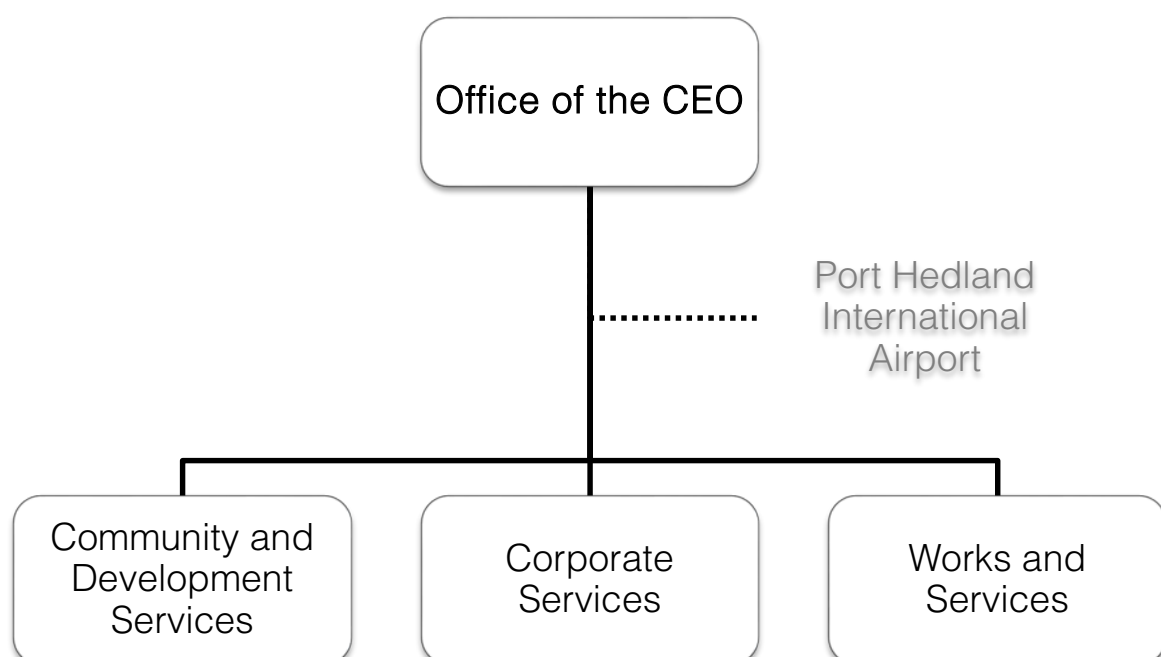 Office of the CEO
Port Hedland
International
Airport
Community and
Development
Services
Corporate
Services
Works and
Services